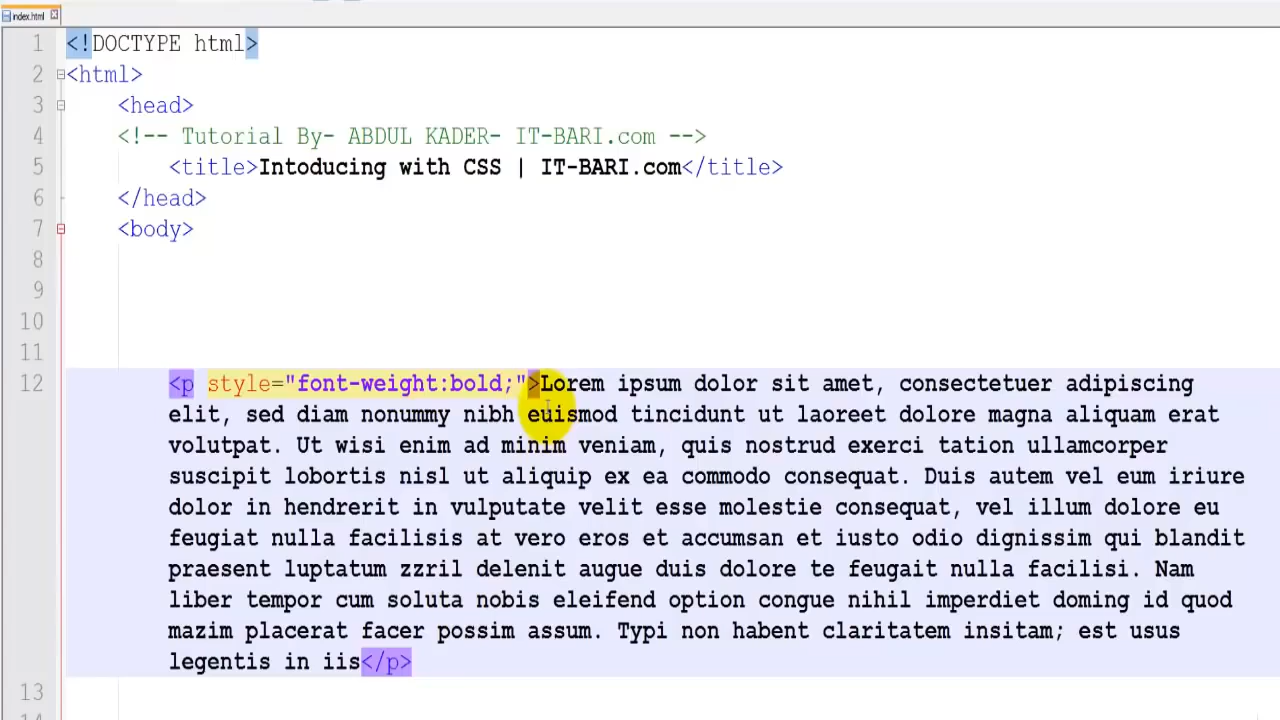 index.html
1 <!DOCTYPE html>
2 <html>
3 <head>
4 <!-- Tutorial By- ABDUL KADER- IT-BARI.com -->
5 <title>Intoducing with CSS | IT-BARI.com</title>
6 </head>
7 <body>
8
9
10
11
12 <p style="font-weight:bold;">Lorem ipsum dolor sit amet, consectetuer adipiscing
elit, sed diam nonummy nibh euismod tincidunt ut laoreet dolore magna aliquam erat
volutpat. Ut wisi enim ad minim veniam, quis nostrud exerci tation ullamcorper
suscipit lobortis nisl ut aliquip ex ea commodo consequat. Duis autem vel eum iriure
dolor in hendrerit in vulputate velit esse molestie consequat, vel illum dolore eu
feugiat nulla facilisis at vero eros et accumsan et iusto odio dignissim qui blandit
praesent luptatum zzril delenit augue duis dolore te feugait nulla facilisi. Nam
liber tempor cum soluta nobis eleifend option congue nihil imperdiet doming id quod
mazim placerat facer possim assum. Typi non habent claritatem insitam; est usus
legentis in iis</p>
13